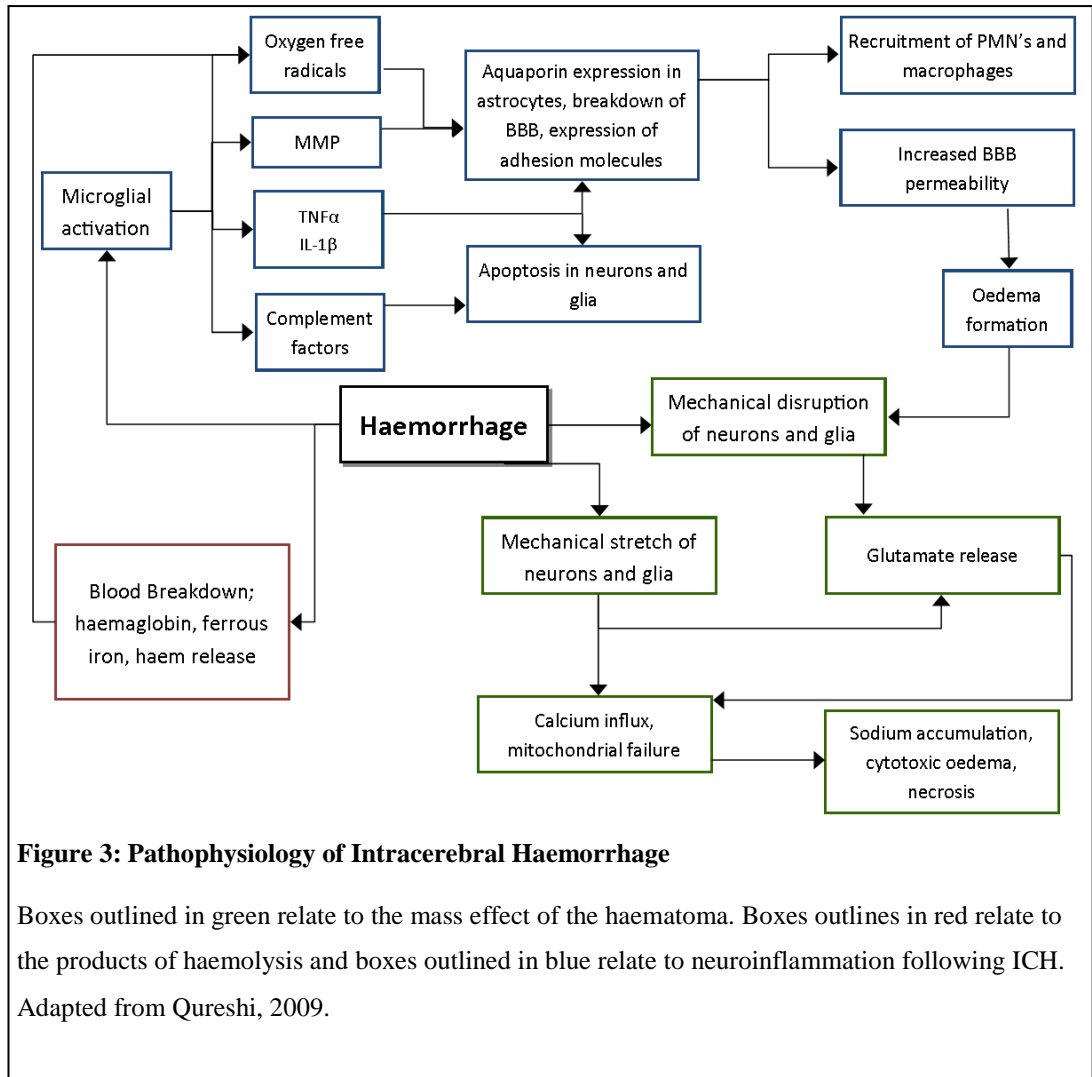 Oxygen free
radicals
Recruitment of PMN's and
macrophages
Aquaporin expression in
astrocytes, breakdown of
BBB, expression of
adhesion molecules
MMP
Increased BBB
permeability
Microglial
activation
TNFα
IL-1β
Apoptosis in neurons and
glia
Oedema
formation
Complement
factors
Haemorrhage
Mechanical disruption
of neurons and glia
Mechanical stretch of
neurons and glia
Glutamate release
Blood Breakdown;
haemaglobin, ferrous
iron, haem release
Calcium influx,
mitochondrial failure
Sodium accumulation,
cytotoxic oedema,
necrosis
Figure 3: Pathophysiology of Intracerebral Haemorrhage
Boxes outlined in green relate to the mass effect of the haematoma. Boxes outlines in red relate to
the products of haemolysis and boxes outlined in blue relate to neuroinflammation following ICH.
Adapted from Qureshi, 2009.